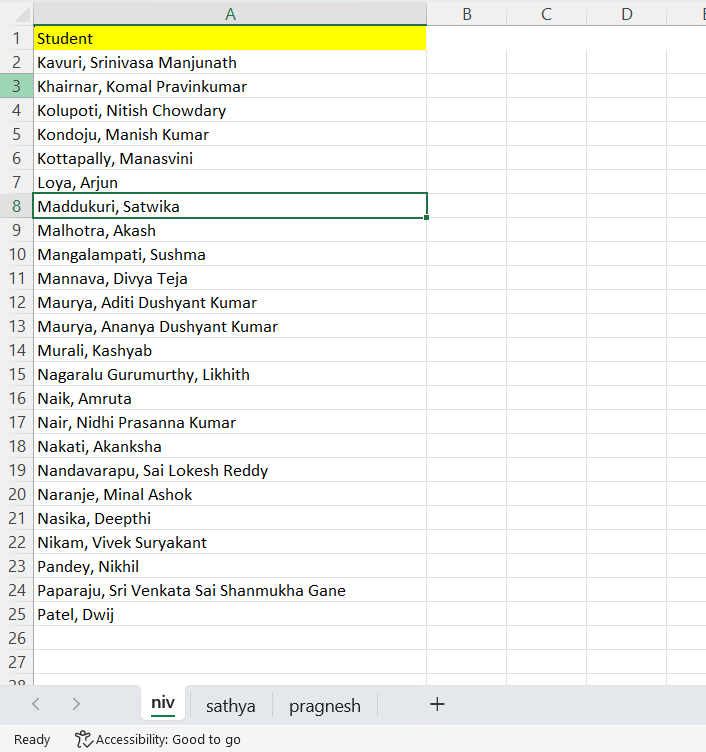 A B C D
1 Student
2 Kavuri, Srinivasa Manjunath
3 Khairnar, Komal Pravinkumar
4 Kolupoti, Nitish Chowdary
5 Kondoju, Manish Kumar
6 Kottapally, Manasvini
7 Loya, Arjun
8 Maddukuri, Satwika
9 Malhotra, Akash
10 Mangalampati, Sushma
11 Mannava, Divya Teja
12 Maurya, Aditi Dushyant Kumar
13 Maurya, Ananya Dushyant Kumar
14 Murali, Kashyab
15 Nagaralu Gurumurthy, Likhith
16 Naik, Amruta
17 Nair, Nidhi Prasanna Kumar
18 Nakati, Akanksha
19 Nandavarapu, Sai Lokesh Reddy
20 Naranje, Minal Ashok
21 Nasika, Deepthi
22 Nikam, Vivek Suryakant
23 Pandey, Nikhil
24 Paparaju, Sri Venkata Sai Shanmukha Gane
25 Patel, Dwij
26
27
niv sathya pragnesh +
Ready Accessibility: Good to go